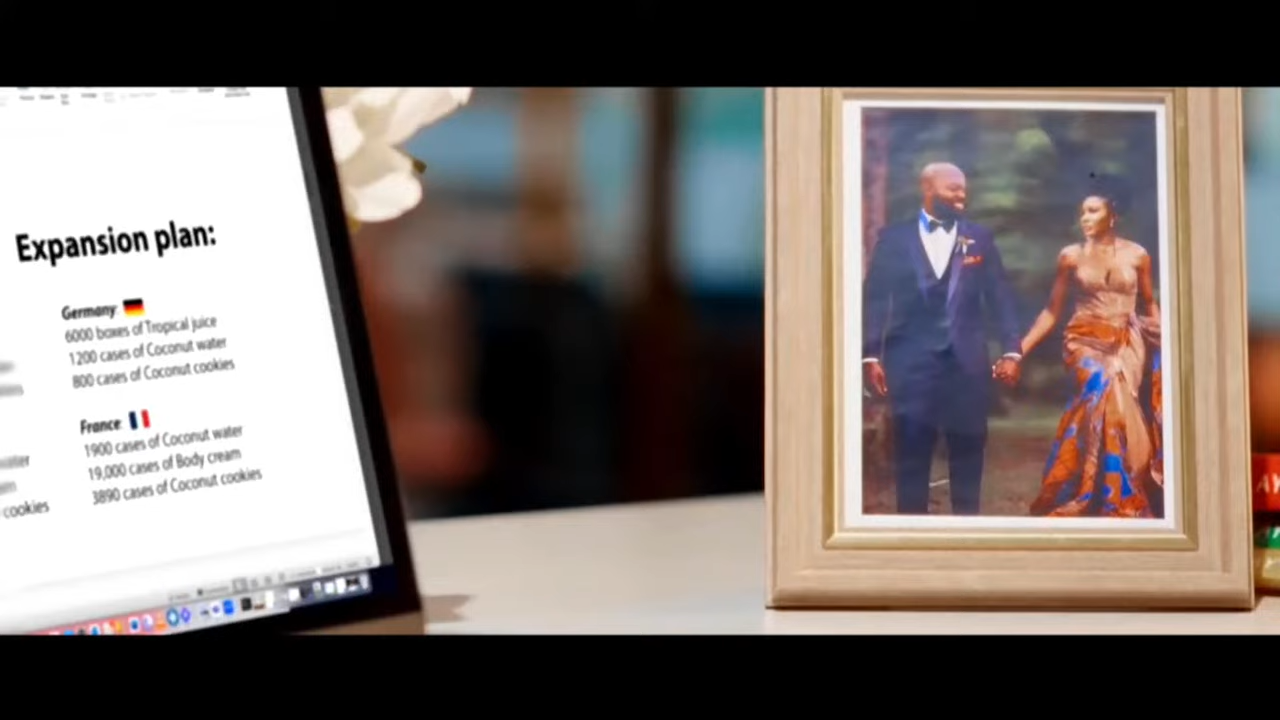 Expansion plan:
Germany:
6000 boxes of Tropical juice
1200 cases of Coconut water
800 cases of Coconut cookies
France:
1900 cases of Coconut water
19,000 cases of Body cream
3890 cases of Coconut cookies
cookies